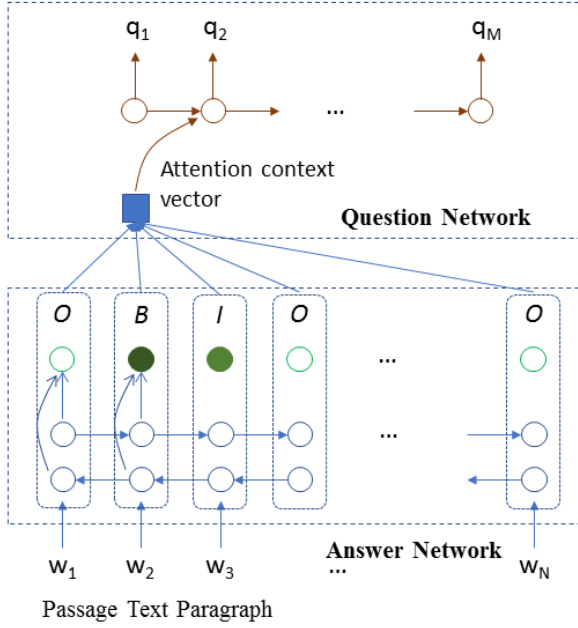 q1 q2 qM
...
Attention context
vector
Question Network
O B I O O
...
...
Answer Network
w1 w2 w3 ... wN
Passage Text Paragraph